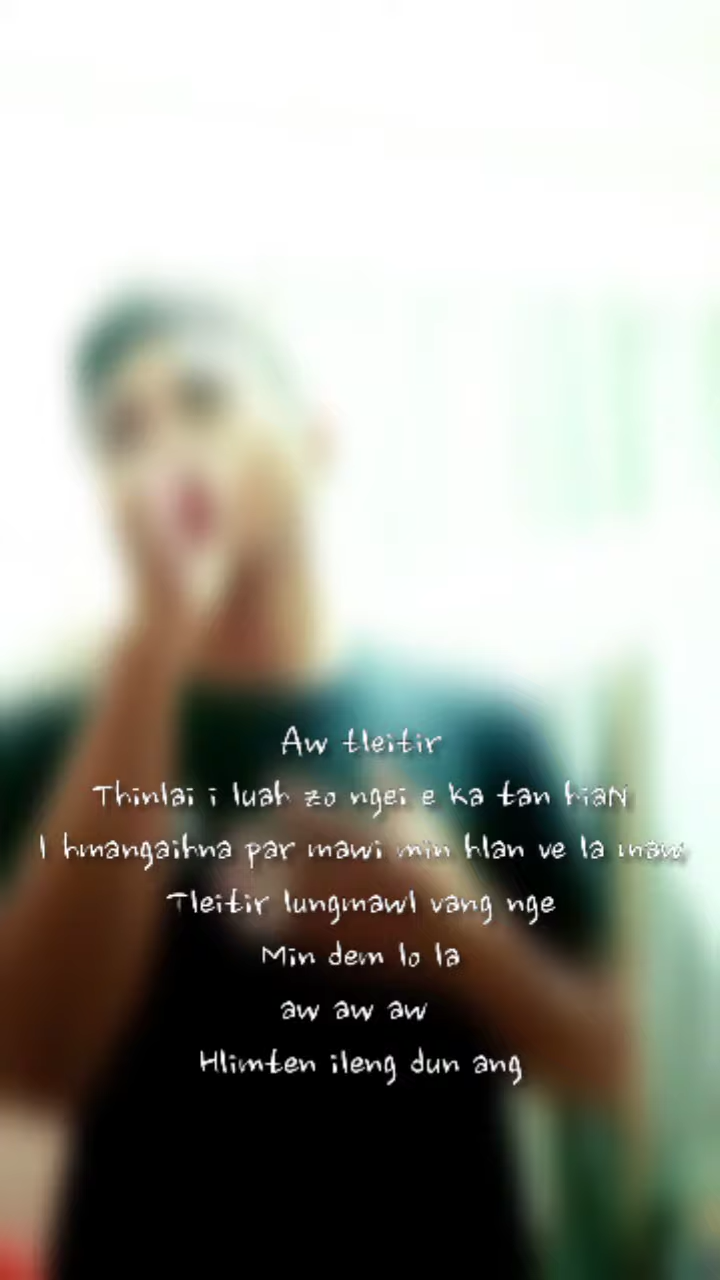 Aw tleitir
Thinlai i luah zo ngei e ka tan hiaN
I hmangaihna par mawi min hlan ve la maw
Tleitir lungmawl vang nge
Min dem lo la
aw aw aw
Hlimten ileng dun ang